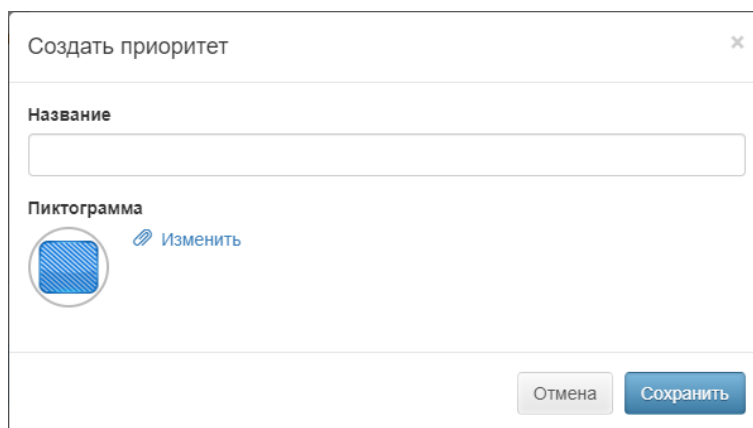 Создать приоритет
×
Название
Пиктограмма
Изменить
Отмена
Сохранить